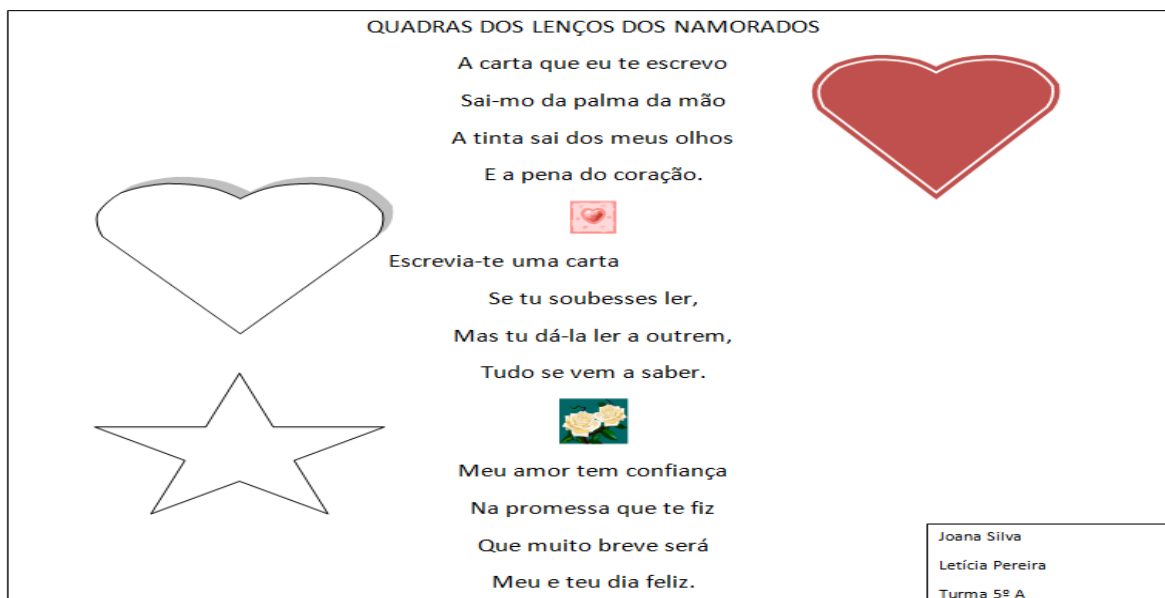 QUADRAS DOS LENÇOS DOS NAMORADOS
A carta que eu te escrevo
Sai-mo da palma da mão
A tinta sai dos meus olhos
E a pena do coração.
Escrevia-te uma carta
Se tu soubesses ler,
Mas tu dá-la ler a outrem,
Tudo se vem a saber.
Meu amor tem confiança
Na promessa que te fiz
Que muito breve será
Meu e teu dia feliz.
Joana Silva
Letícia Pereira
Turma 5º A